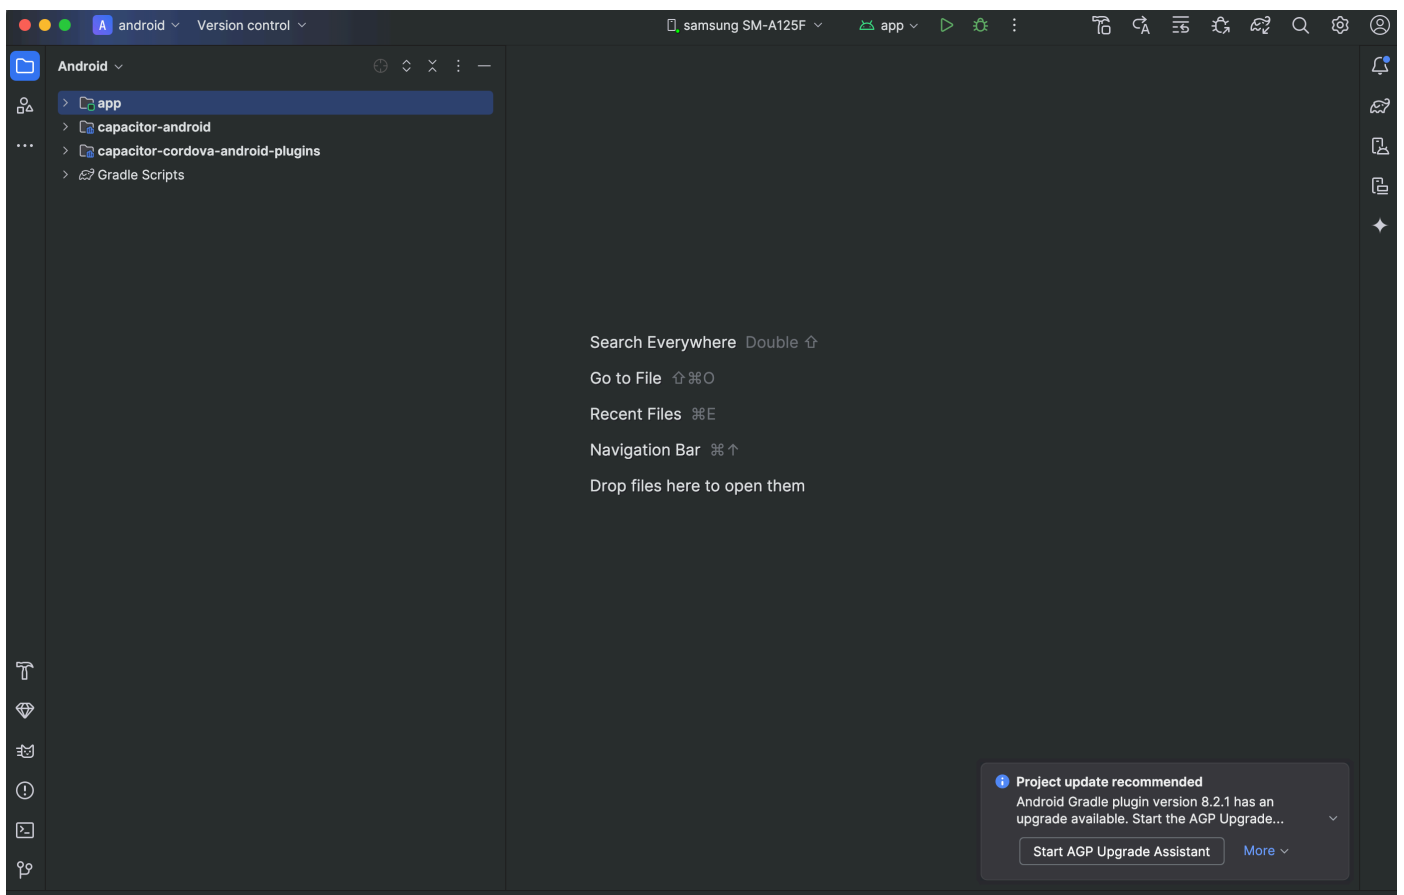 A android Version control samsung SM-A125F app
Android
app
capacitor-android
capacitor-cordova-android-plugins
Gradle Scripts
Search Everywhere Double ⇧
Go to File ⇧⌘O
Recent Files ⌘E
Navigation Bar ⌘↑
Drop files here to open them
Project update recommended
Android Gradle plugin version 8.2.1 has an
upgrade available. Start the AGP Upgrade...
Start AGP Upgrade Assistant More